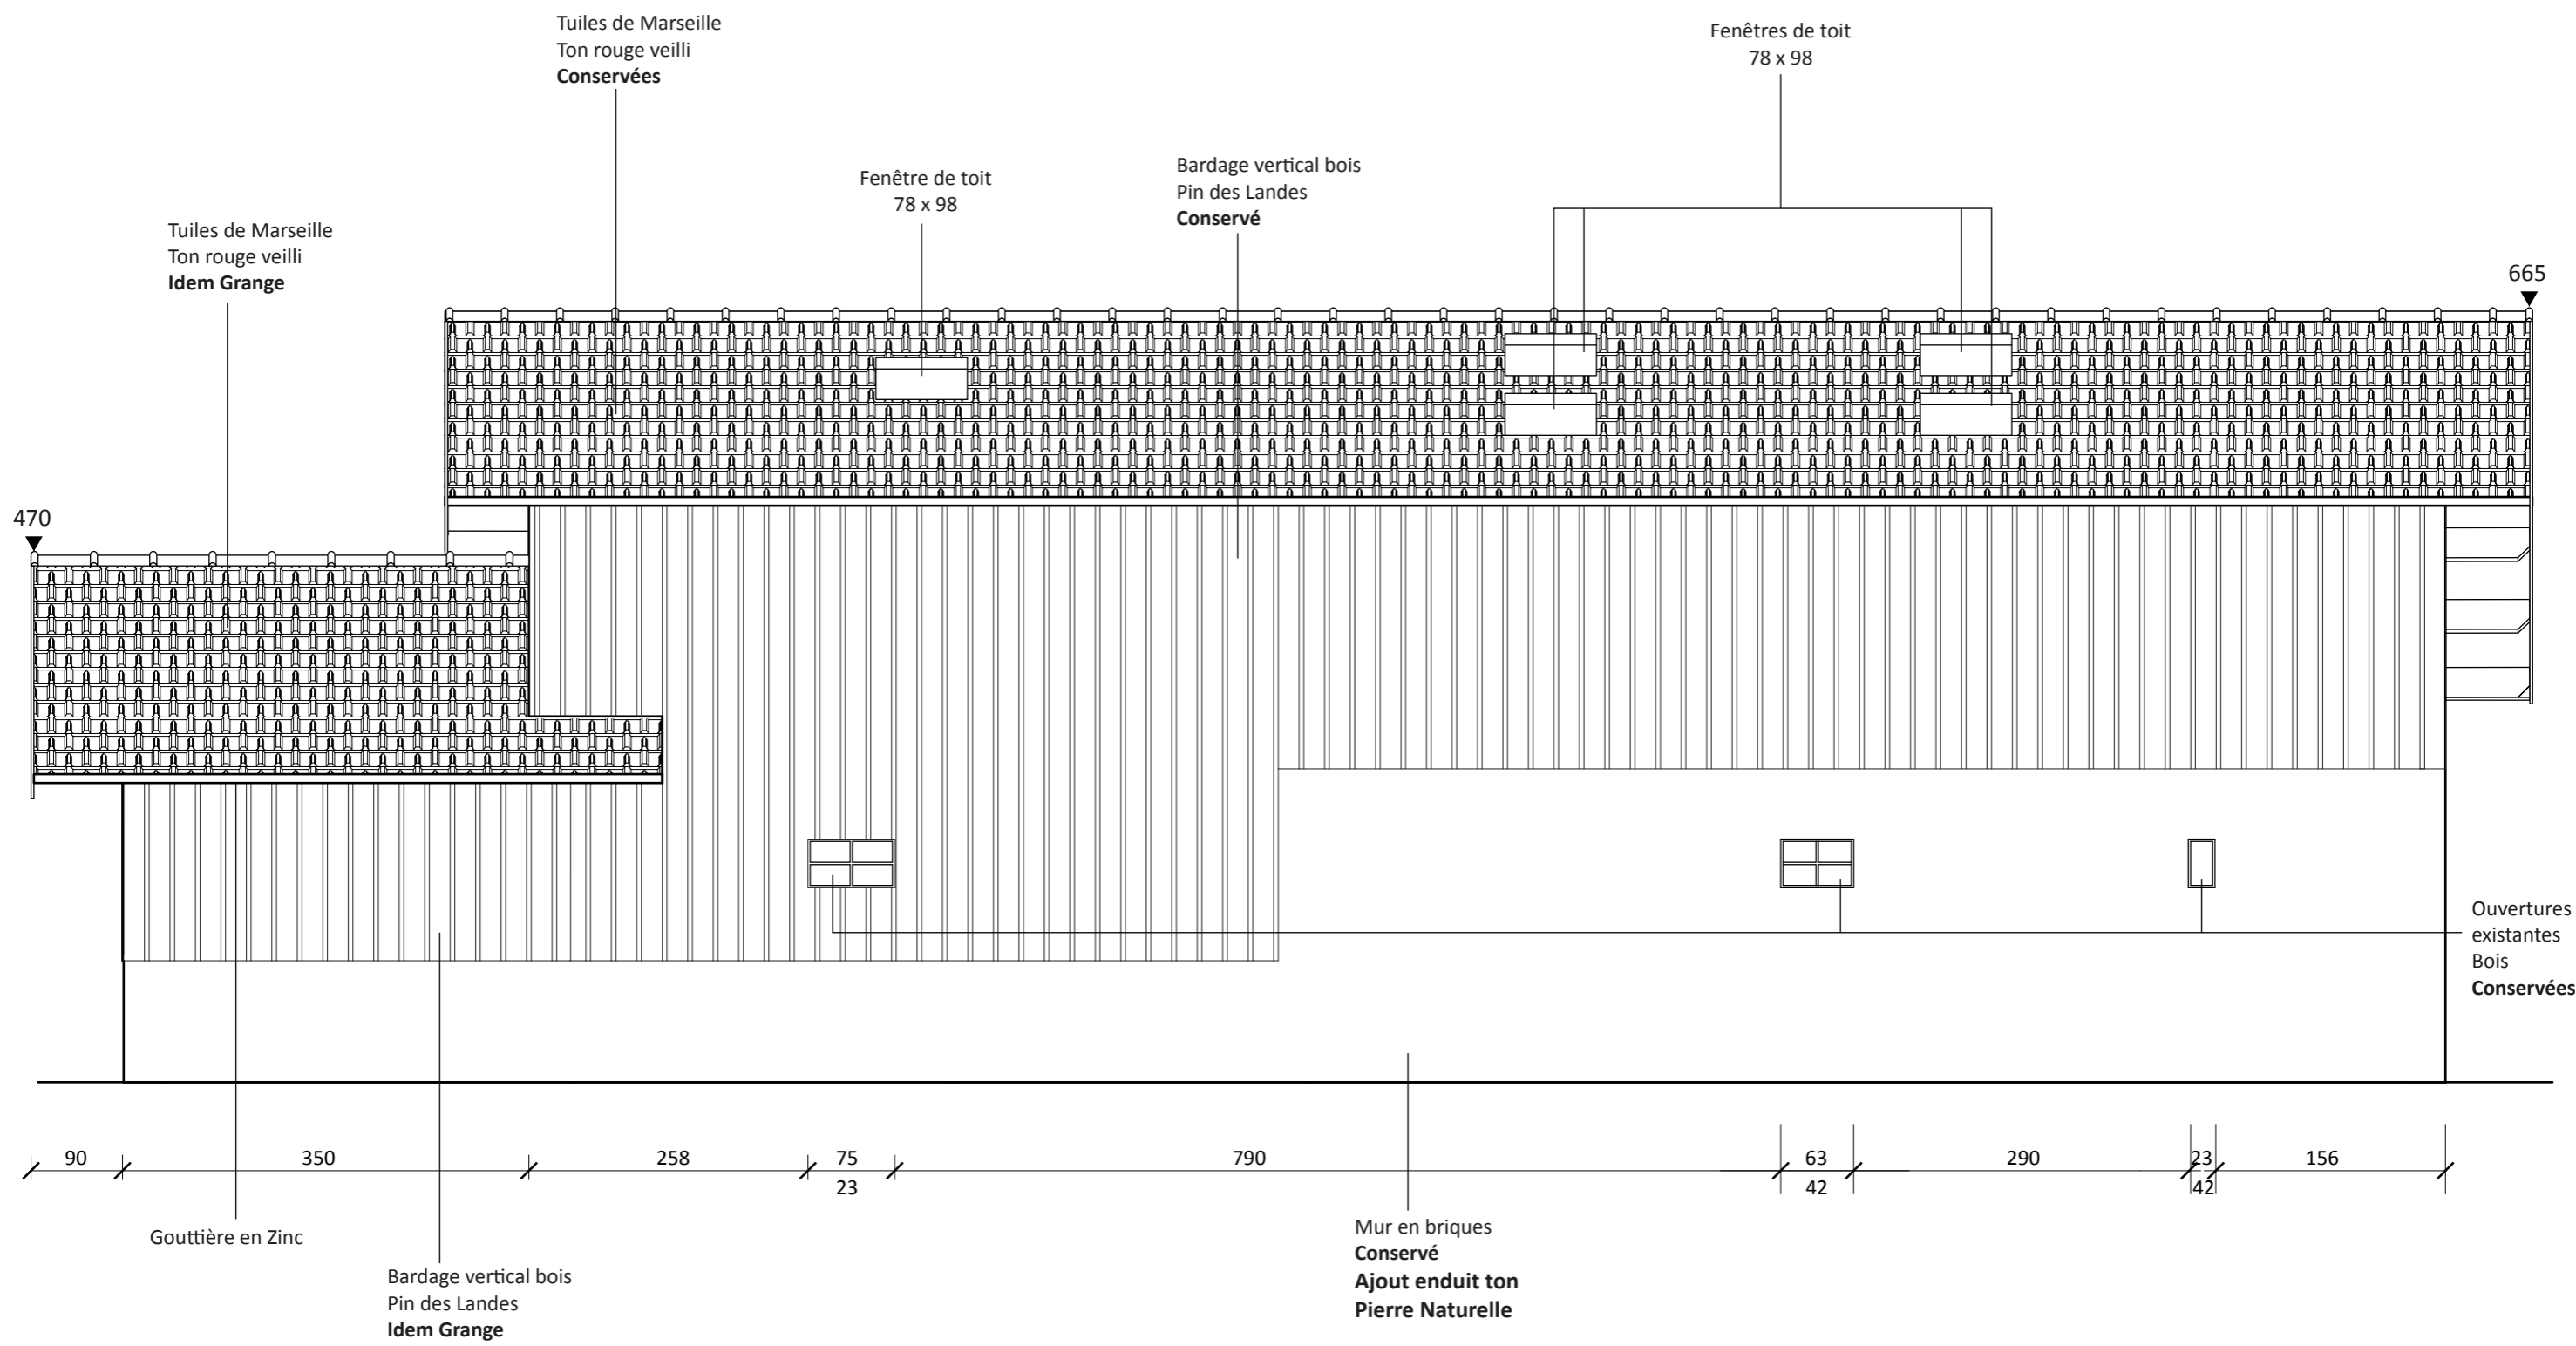 Tuiles de Marseille
Ton rouge veilli
Conservées
Fenêtres de toit
78 x 98
Fenêtre de toit
78 x 98
Bardage vertical bois
Pin des Landes
Conservé
Tuiles de Marseille
Ton rouge veilli
Idem Grange
665
470
Ouvertures
existantes
Bois
Conservées
90
350
258
75
23
790
63
42
290
23
42
156
Gouttière en Zinc
Mur en briques
Conservé
Ajout enduit ton
Pierre Naturelle
Bardage vertical bois
Pin des Landes
Idem Grange